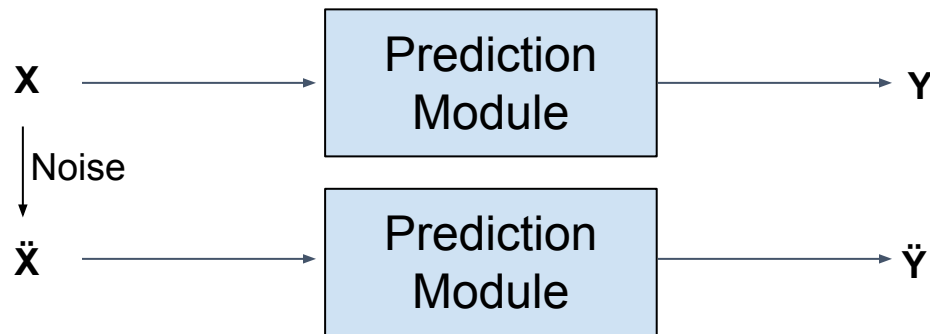 X
Prediction
Module
Y
Noise
Ẍ
Prediction
Module
Ÿ